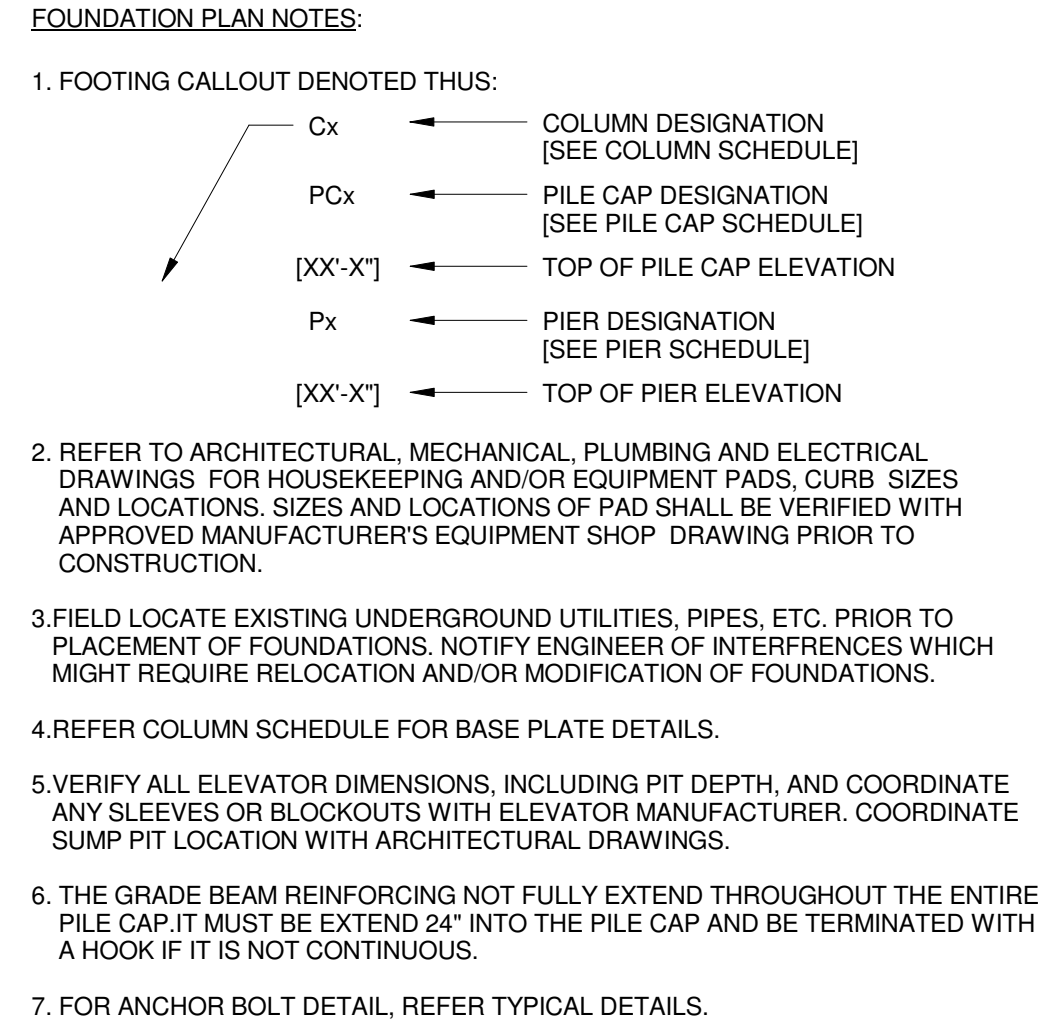 FOUNDATION PLAN NOTES:
1. FOOTING CALLOUT DENOTED THUS:
Cx COLUMN DESIGNATION
[SEE COLUMN SCHEDULE]
PCx PILE CAP DESIGNATION
[SEE PILE CAP SCHEDULE]
[XX'-X"] TOP OF PILE CAP ELEVATION
Px PIER DESIGNATION
[SEE PIER SCHEDULE]
[XX'-X"] TOP OF PIER ELEVATION
2. REFER TO ARCHITECTURAL, MECHANICAL, PLUMBING AND ELECTRICAL
DRAWINGS FOR HOUSEKEEPING AND/OR EQUIPMENT PADS, CURB SIZES
AND LOCATIONS. SIZES AND LOCATIONS OF PAD SHALL BE VERIFIED WITH
APPROVED MANUFACTURER'S EQUIPMENT SHOP DRAWING PRIOR TO
CONSTRUCTION.
3.FIELD LOCATE EXISTING UNDERGROUND UTILITIES, PIPES, ETC. PRIOR TO
PLACEMENT OF FOUNDATIONS. NOTIFY ENGINEER OF INTERFRENCES WHICH
MIGHT REQUIRE RELOCATION AND/OR MODIFICATION OF FOUNDATIONS.
4.REFER COLUMN SCHEDULE FOR BASE PLATE DETAILS.
5.VERIFY ALL ELEVATOR DIMENSIONS, INCLUDING PIT DEPTH, AND COORDINATE
ANY SLEEVES OR BLOCKOUTS WITH ELEVATOR MANUFACTURER. COORDINATE
SUMP PIT LOCATION WITH ARCHITECTURAL DRAWINGS.
6. THE GRADE BEAM REINFORCING NOT FULLY EXTEND THROUGHOUT THE ENTIRE
PILE CAP.IT MUST BE EXTEND 24" INTO THE PILE CAP AND BE TERMINATED WITH
A HOOK IF IT IS NOT CONTINUOUS.
7. FOR ANCHOR BOLT DETAIL, REFER TYPICAL DETAILS.